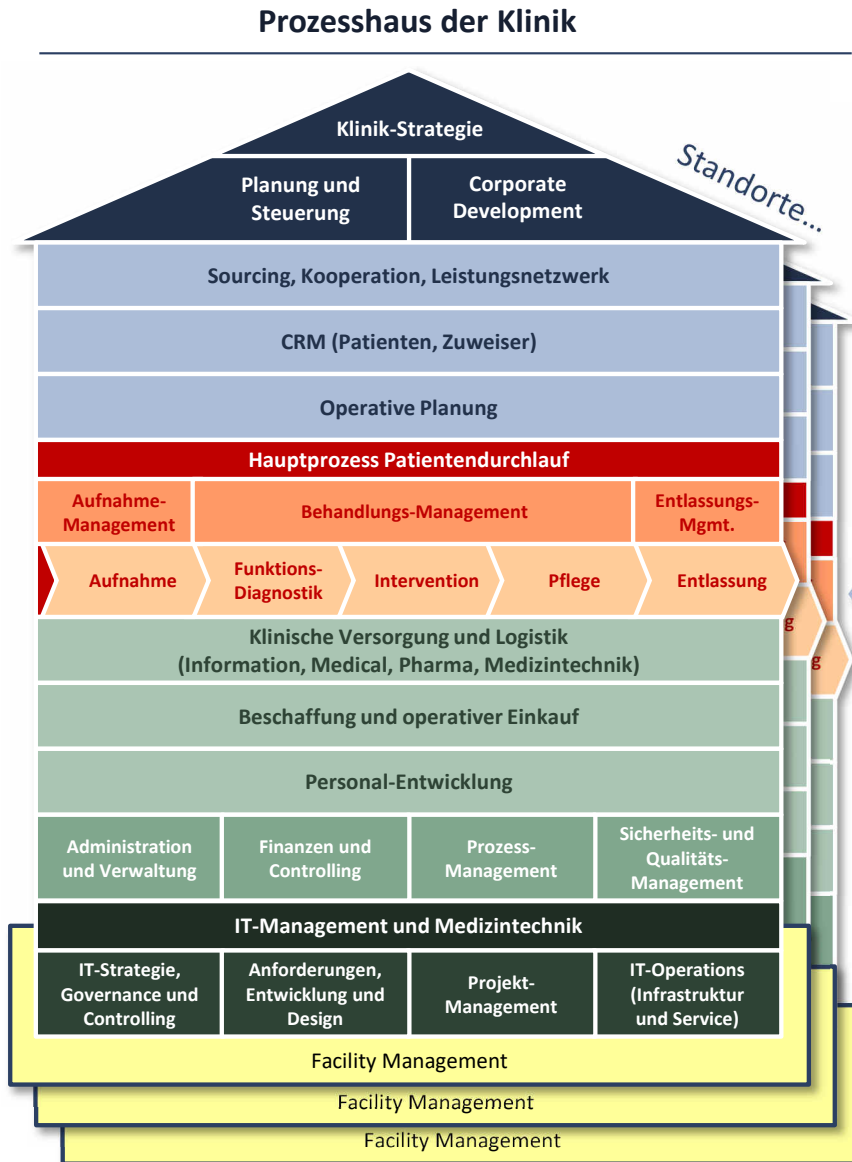 Prozesshaus der Klinik
Klinik-Strategie
Standorte...
Planung und
Steuerung
Corporate
Development
Sourcing, Kooperation, Leistungsnetzwerk
CRM (Patienten, Zuweiser)
Operative Planung
Hauptprozess Patientendurchlauf
Aufnahme-
Management
Behandlungs-Management
Entlassungs-
Mgmt.
Aufnahme
Funktions-
Diagnostik
Intervention
Pflege
Entlassung
g
g
Klinische Versorgung und Logistik
(Information, Medical, Pharma, Medizintechnik)
Beschaffung und operativer Einkauf
Personal-Entwicklung
Administration
und Verwaltung
Finanzen und
Controlling
Prozess-
Management
Sicherheits- und
Qualitäts-
Management
IT-Management und Medizintechnik
IT-Strategie,
Governance und
Controlling
Anforderungen,
Entwicklung und
Design
Projekt-
Management
IT-Operations
(Infrastruktur
und Service)
Facility Management
Facility Management
Facility Management